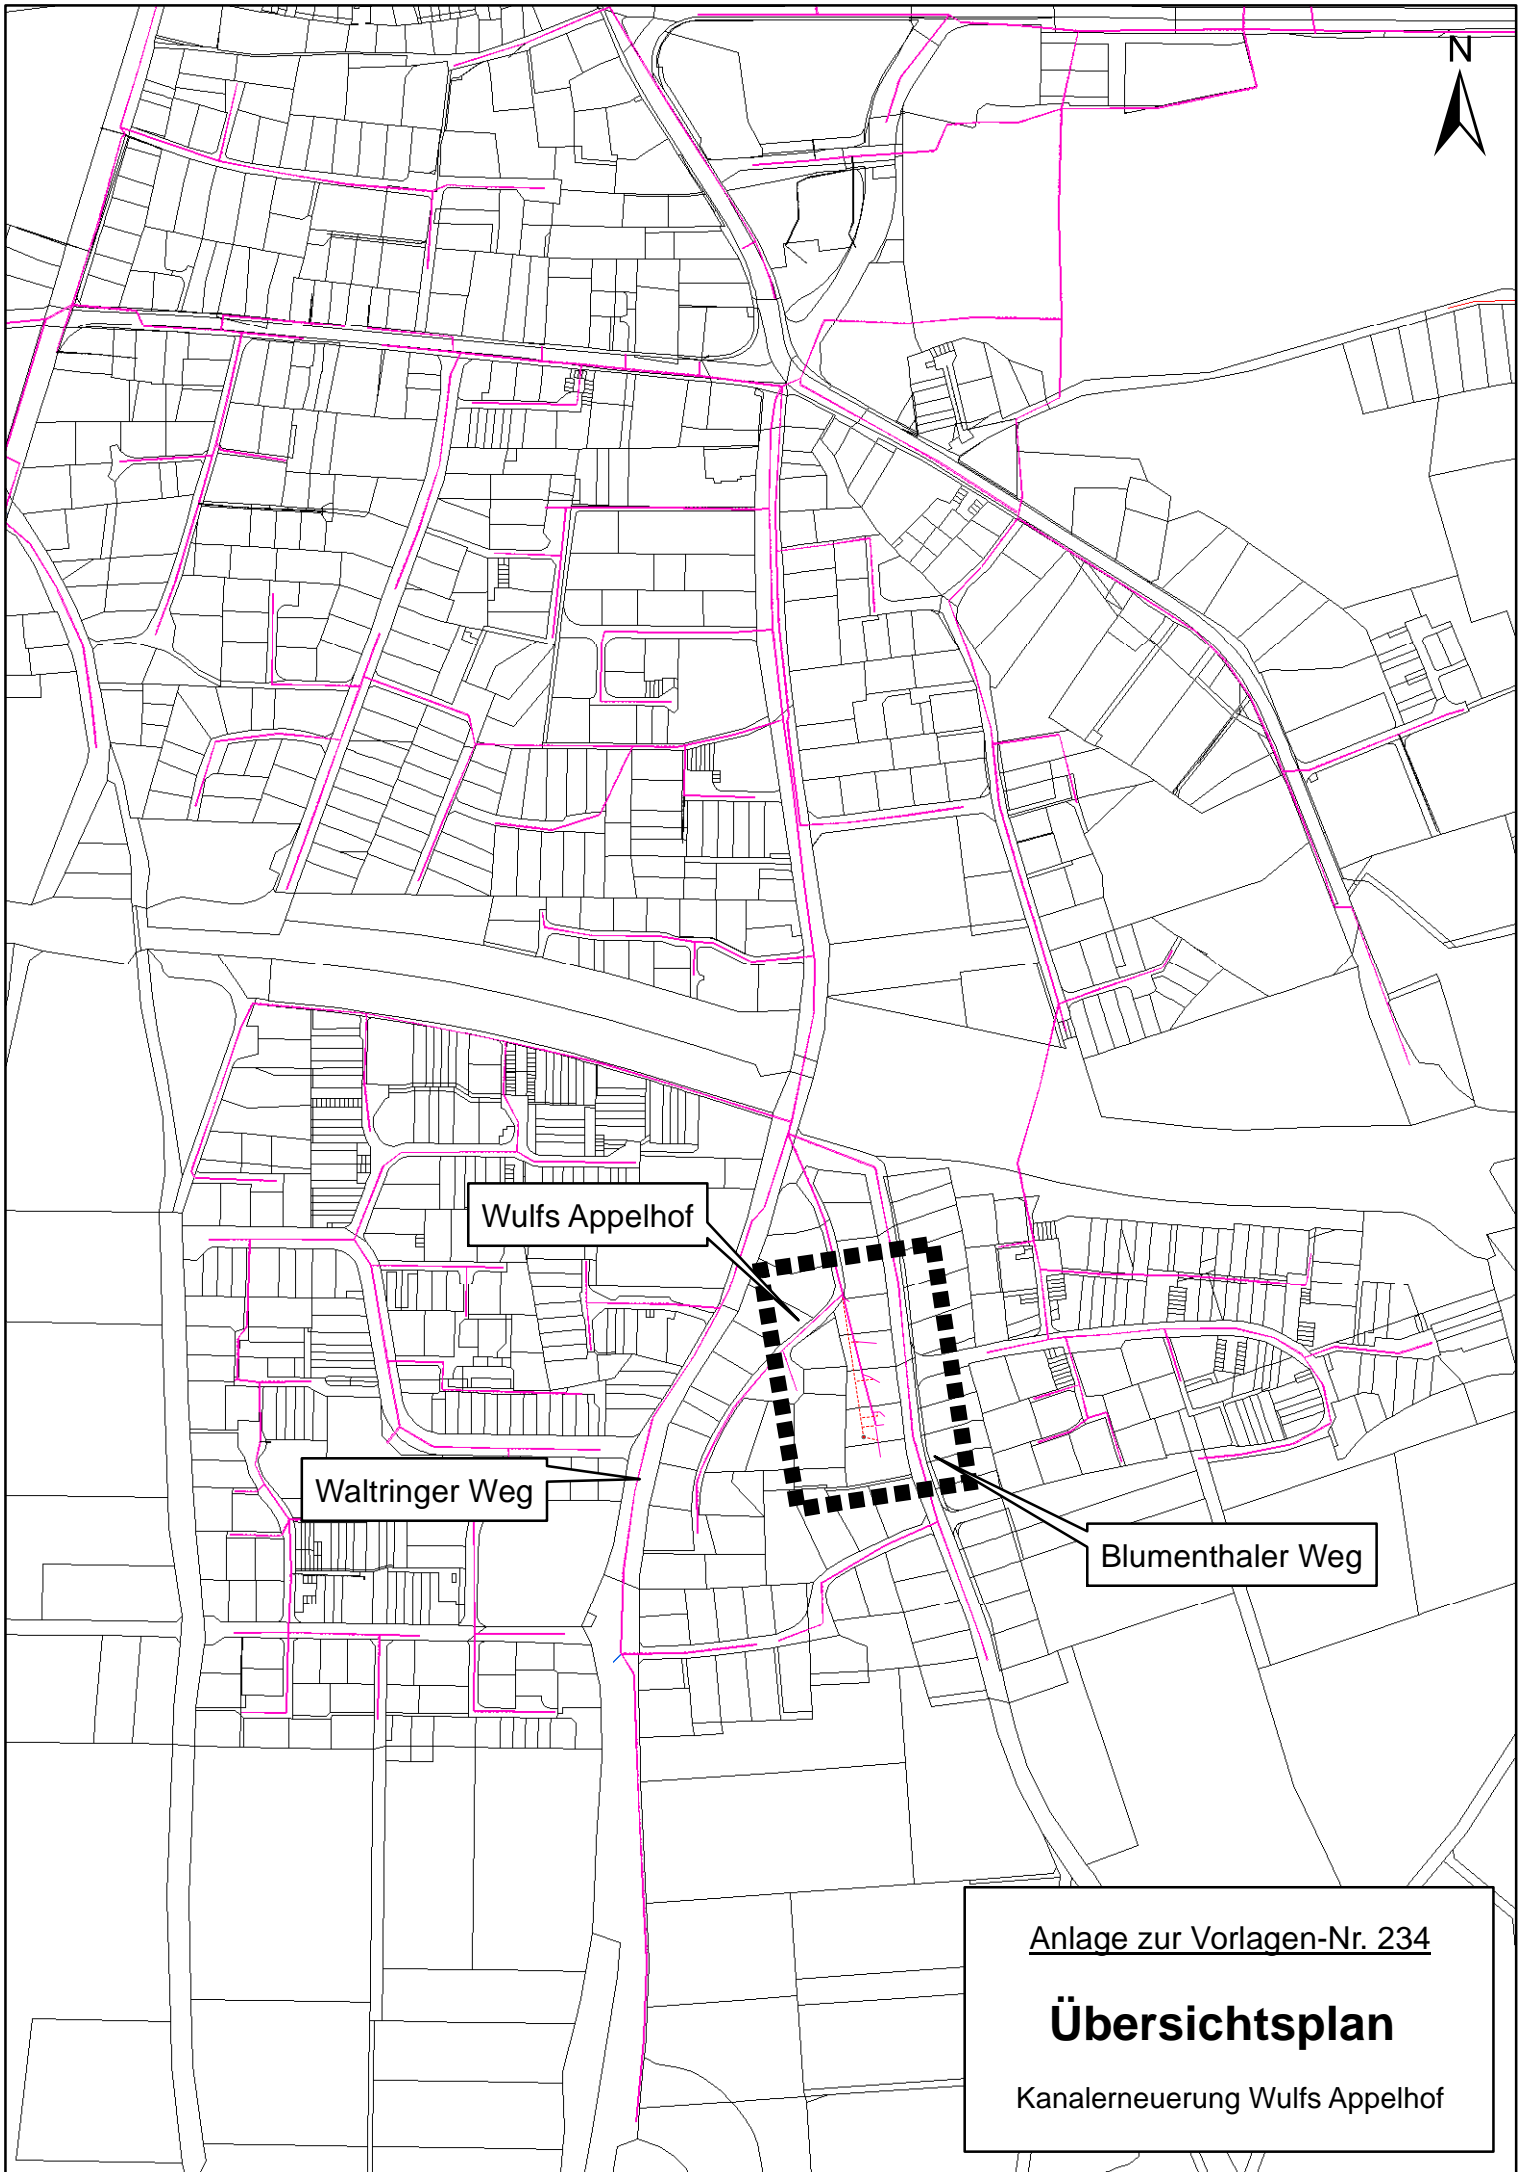 N
Wulfs Appelhof
Waltringer Weg
Blumenthaler Weg
Anlage zur Vorlagen-Nr. 234
Übersichtsplan
Kanalerneuerung Wulfs Appelhof